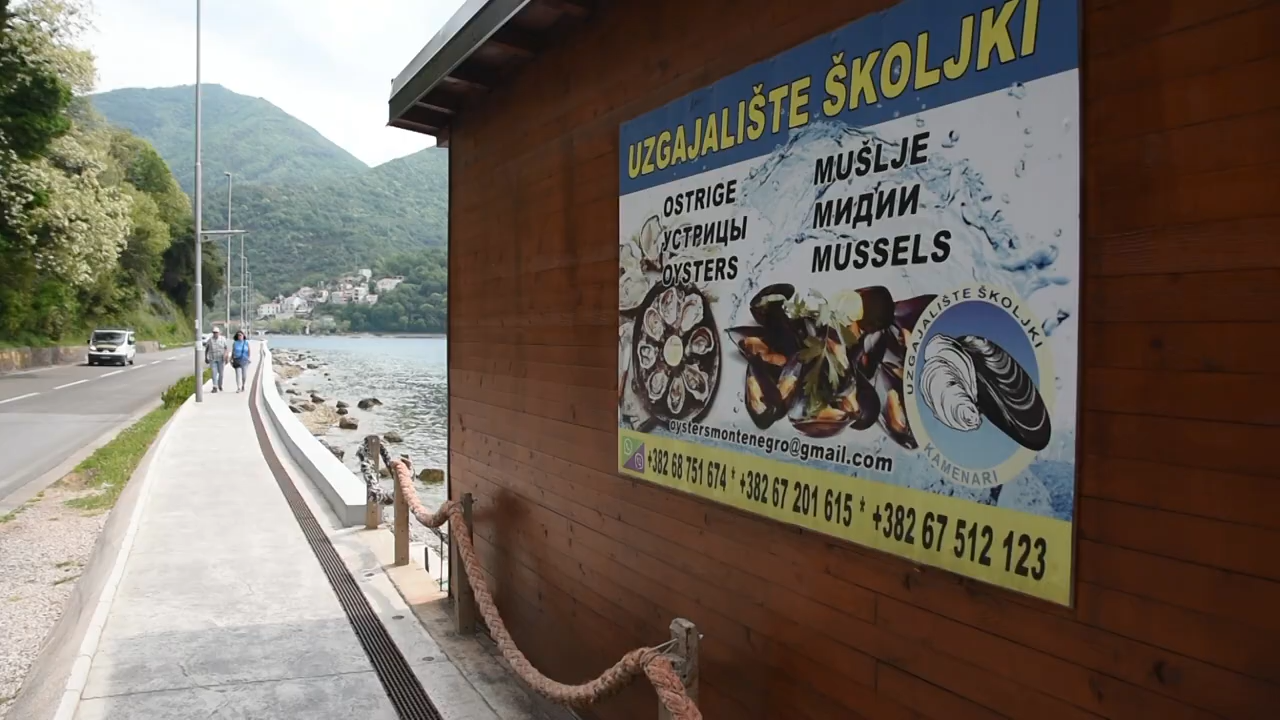 UZGAJALIŠTE ŠKOLJKI
OSTRIGE
УСТРИЦЫ
OYSTERS
MUŠLJE
МИДИИ
MUSSELS
UZGAJALIŠTE ŠKOLJKI
KAMENARI
oystersmontenegro@gmail.com
+382 68 751 674 * +382 67 201 615 * +382 67 512 123